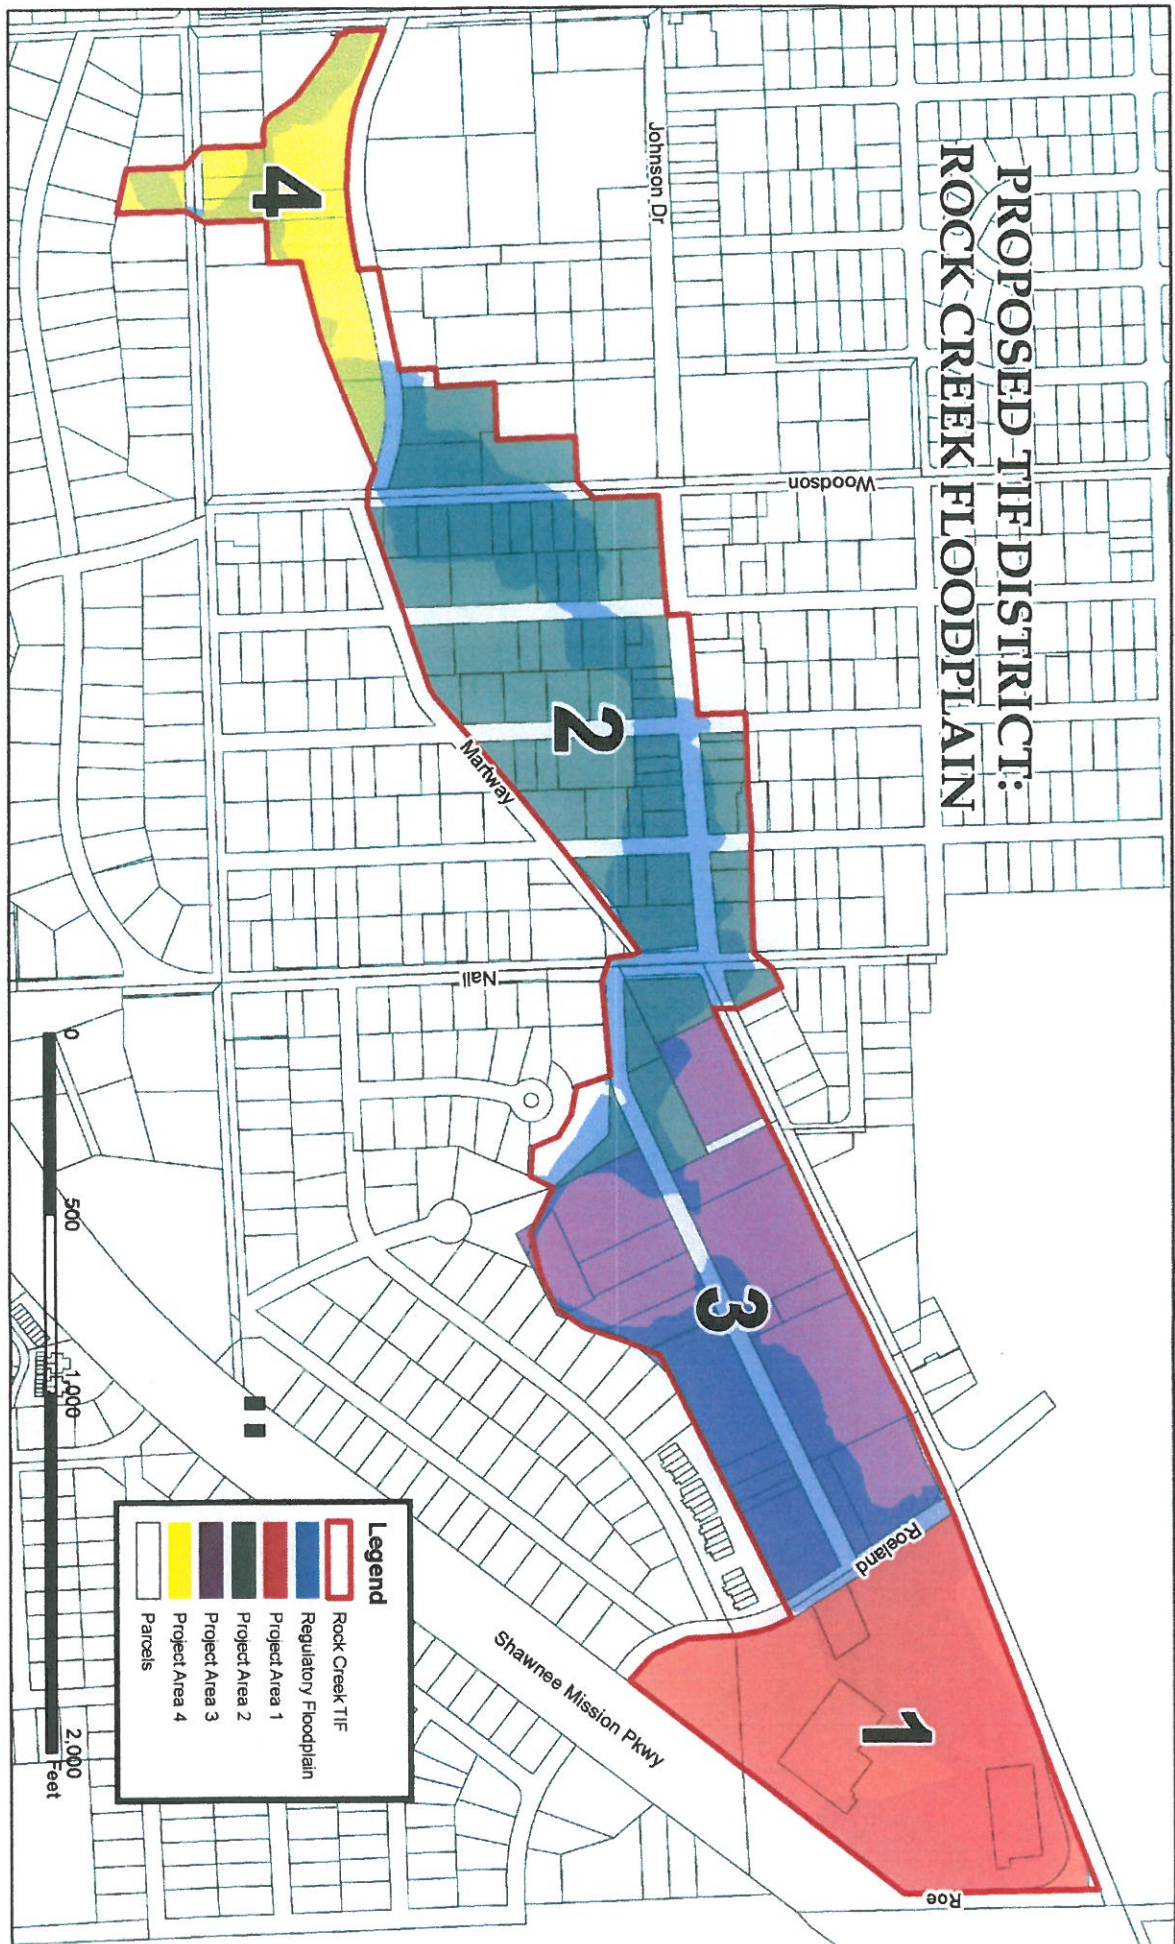 PROPOSED TIF DISTRICT:
ROCK CREEK FLOODPLAIN
Johnson Dr
Woodson
Martway
Nall
Roeland
Roe
Shawnee Mission Pkwy
4
2
3
1
0
500
1,000
2,000
Feet
Legend
Rock Creek TIF
Regulatory Floodplain
Project Area 1
Project Area 2
Project Area 3
Project Area 4
Parcels